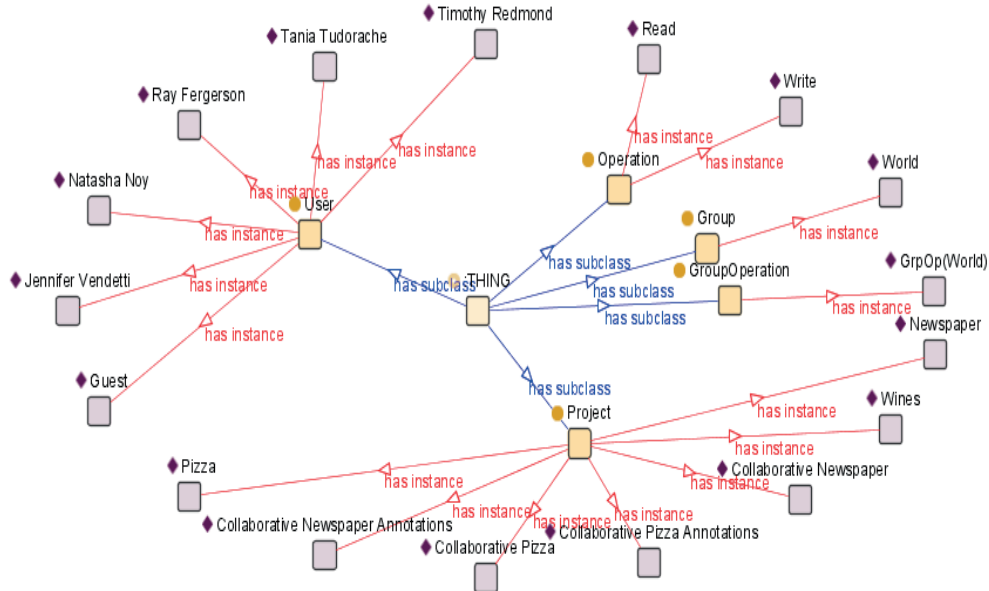 Timothy Redmond
Tania Tudorache
Read
Ray Fergerson
Write
has instance
has instance
has instance
has instance
Operation
has instance
World
Natasha Noy
has instance
User
Group
has instance
has instance
has subclass
GroupOperation
GrpOp(World)
Jennifer Vendetti
has instance
has subclass
:THING
has subclass
has subclass
has instance
has instance
Newspaper
Guest
has subclass
Wines
Project
has instance
has instance
Pizza
has instance
has instance
Collaborative Newspaper
Collaborative Newspaper Annotations
has instance
has instance
has instance
Collaborative Pizza
Collaborative Pizza Annotations